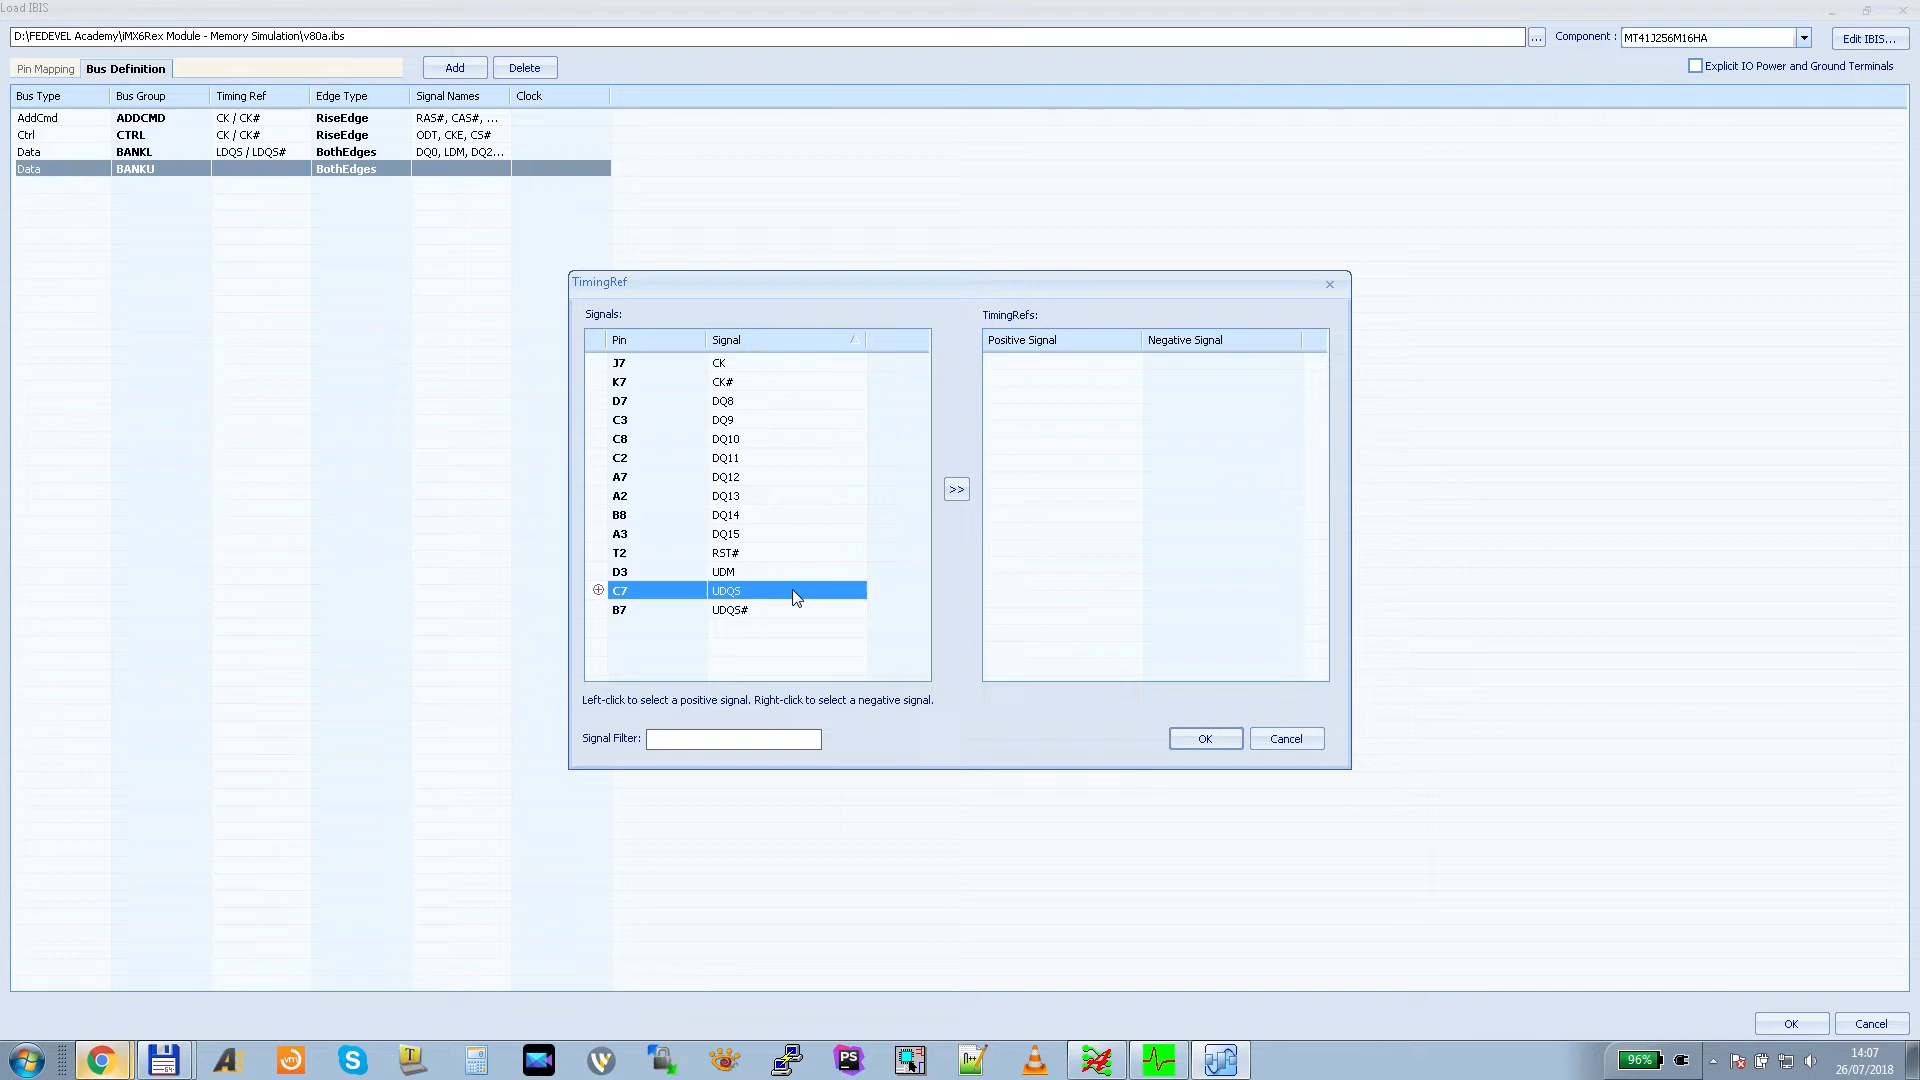 Load IBIS
D:\FEDEVEL Academy\iMX6Rex Module - Memory Simulation\v80a.ibs
...
Component :
MT41J256M16HA
Edit IBIS...
Pin Mapping
Bus Definition
Add
Delete
Explicit IO Power and Ground Terminals
Bus Type Bus Group Timing Ref Edge Type Signal Names Clock
AddCmd ADDCMD CK / CK# RiseEdge RAS#, CAS#, ...
Ctrl CTRL CK / CK# RiseEdge ODT, CKE, CS#
Data BANKL LDQS / LDQS# BothEdges DQ0, LDM, DQ2...
Data BANKU BothEdges
TimingRef
Signals:
TimingRefs:
Pin Signal
Positive Signal Negative Signal
J7 CK
K7 CK#
D7 DQ8
C3 DQ9
C8 DQ10
C2 DQ11
A7 DQ12
>>
A2 DQ13
B8 DQ14
A3 DQ15
T2 RST#
D3 UDM
C7 UDQS
B7 UDQS#
Left-click to select a positive signal. Right-click to select a negative signal.
Signal Filter:
OK
Cancel
OK
Cancel
96%
14:07
26/07/2018